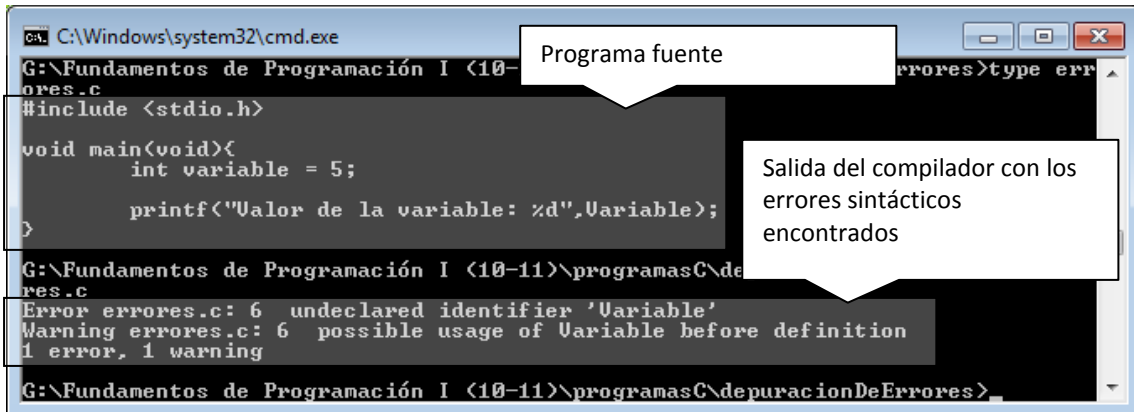 C:\Windows\system32\cmd.exe
Programa fuente
G:\Fundamentos de Programación I (10- rrores>type err
ores.c
#include <stdio.h>
void main(void){
int variable = 5;
printf("Valor de la variable: %d",Variable);
}
Salida del compilador con los
errores sintácticos
encontrados
G:\Fundamentos de Programación I (10-11)\programasC\de
res.c
Error errores.c: 6 undeclared identifier 'Variable'
Warning errores.c: 6 possible usage of Variable before definition
1 error, 1 warning
G:\Fundamentos de Programación I (10-11)\programasC\depuracionDeErrores>_